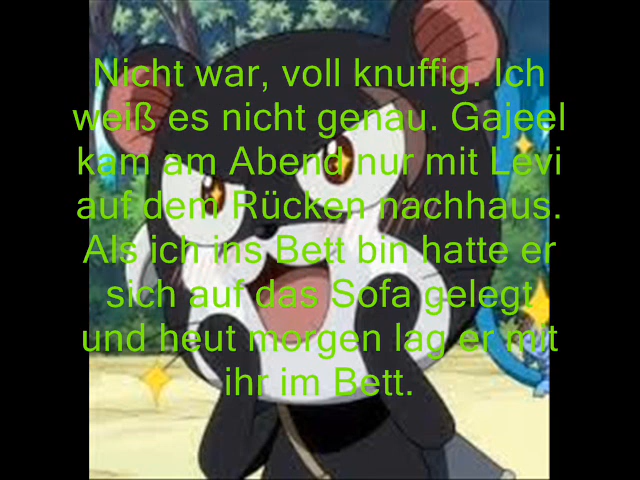 Nicht war, voll knuffig. Ich
weiß es nicht genau. Gajeel
kam am Abend nur mit Levi
auf dem Rücken nachhaus.
Als ich ins Bett bin hatte er
sich auf das Sofa gelegt
und heut morgen lag er mit
ihr im Bett.